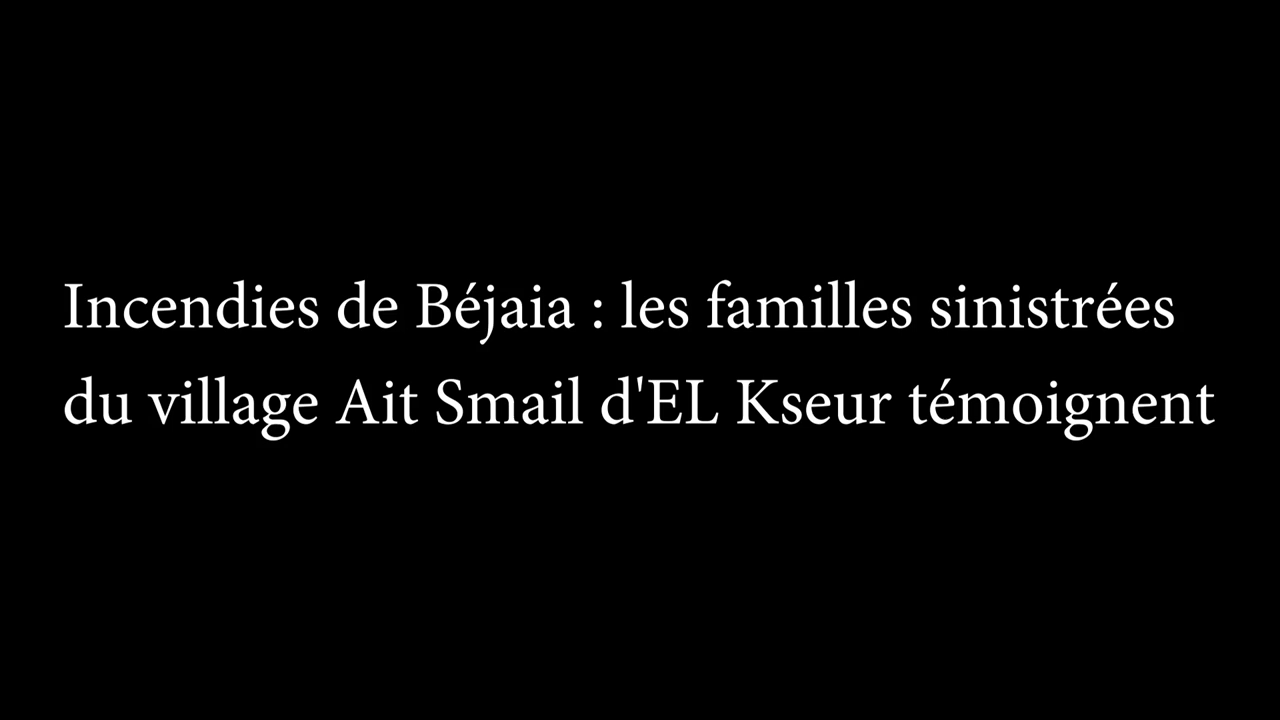 Incendies de Béjaia : les familles sinistrées
du village Ait Smail d'EL Kseur témoignent